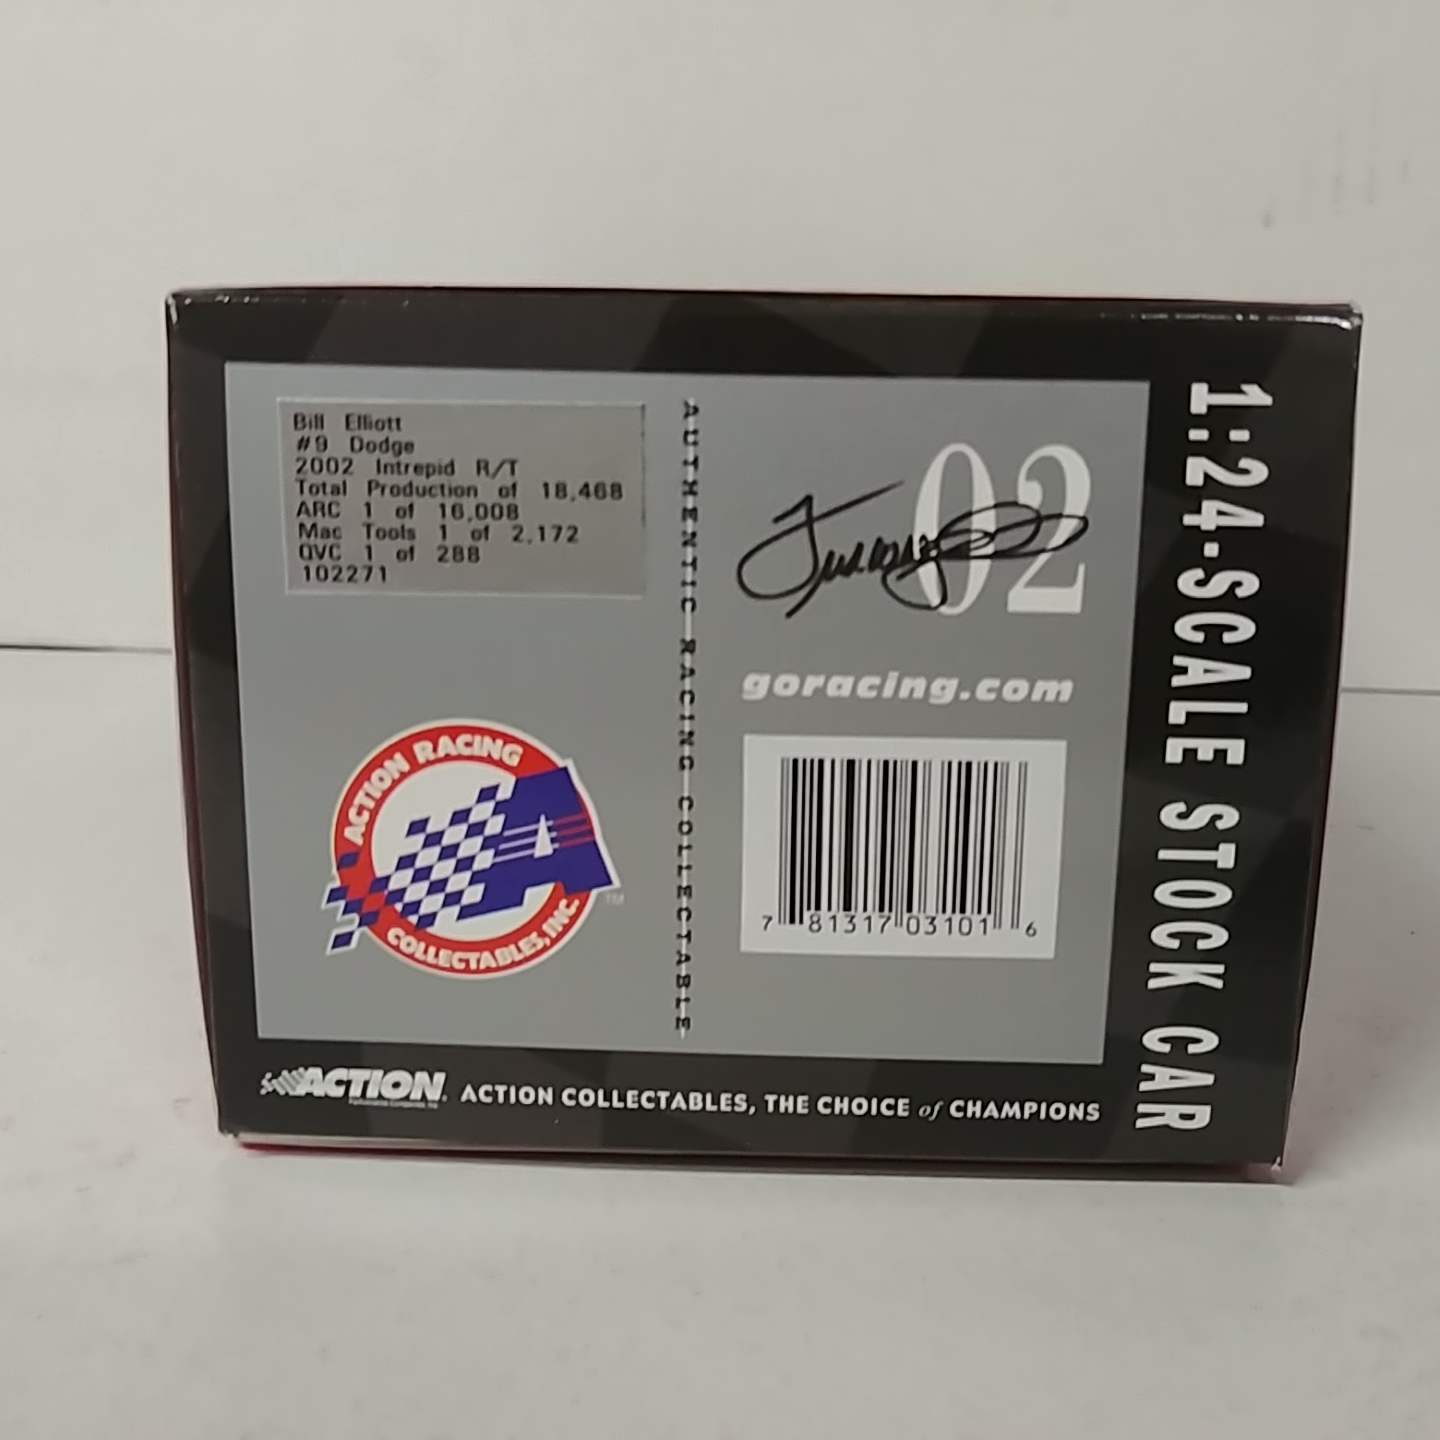 Bill Elliott
#9 Dodge
2002 Intrepid R/T
Total Production of 18,468
ARC 1 of 16,008
Mac Tools 1 of 2,172
QVC 1 of 288
102271
ACTION RACING
COLLECTABLES, INC.
TM
AUTHENTIC RACING COLLECTABLE
02
goracing.com
7 81317 03101 6
1:24-SCALE STOCK CAR
ACTION
ACTION COLLECTABLES, THE CHOICE of CHAMPIONS